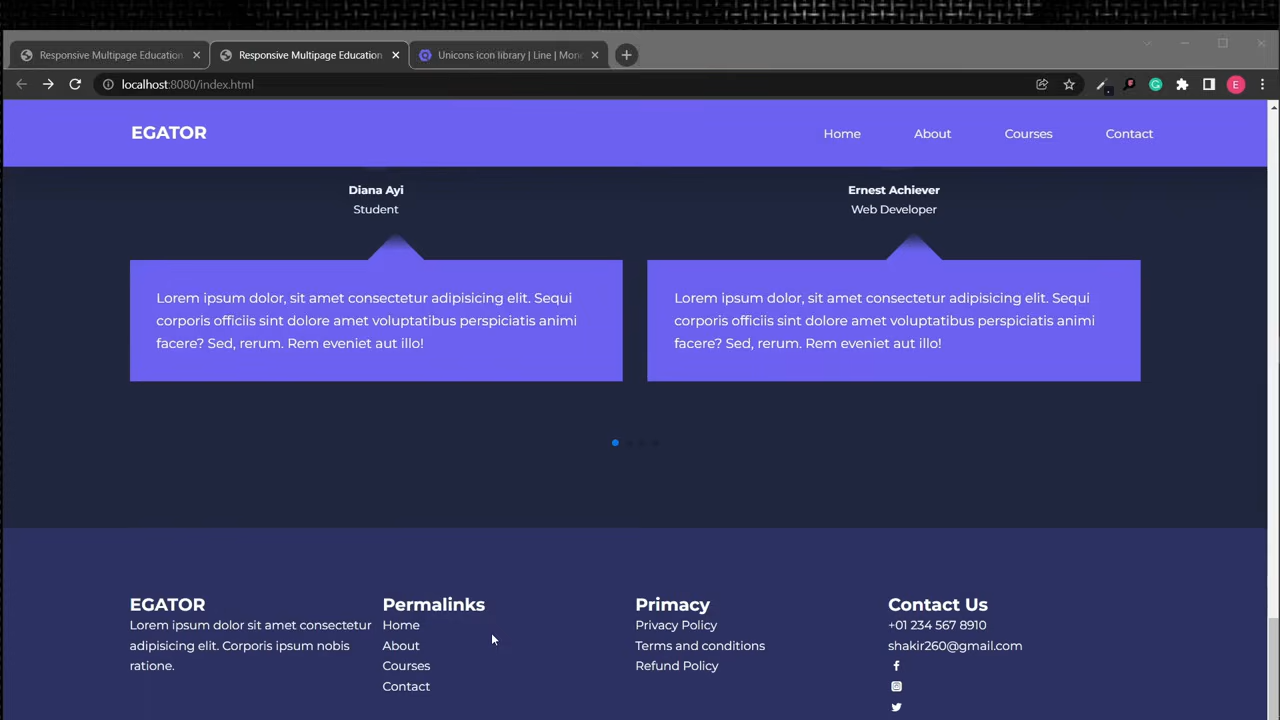 Responsive Multipage Education
Responsive Multipage Education
Unicons icon library | Line | Mono
localhost:8080/index.html
E
EGATOR
Home
About
Courses
Contact
Diana Ayi
Student
Ernest Achiever
Web Developer
Lorem ipsum dolor, sit amet consectetur adipisicing elit. Sequi
corporis officiis sint dolore amet voluptatibus perspiciatis animi
facere? Sed, rerum. Rem eveniet aut illo!
Lorem ipsum dolor, sit amet consectetur adipisicing elit. Sequi
corporis officiis sint dolore amet voluptatibus perspiciatis animi
facere? Sed, rerum. Rem eveniet aut illo!
EGATOR
Lorem ipsum dolor sit amet consectetur
adipisicing elit. Corporis ipsum nobis
ratione.
Permalinks
Home
About
Courses
Contact
Primacy
Privacy Policy
Terms and conditions
Refund Policy
Contact Us
+01 234 567 8910
shakir260@gmail.com